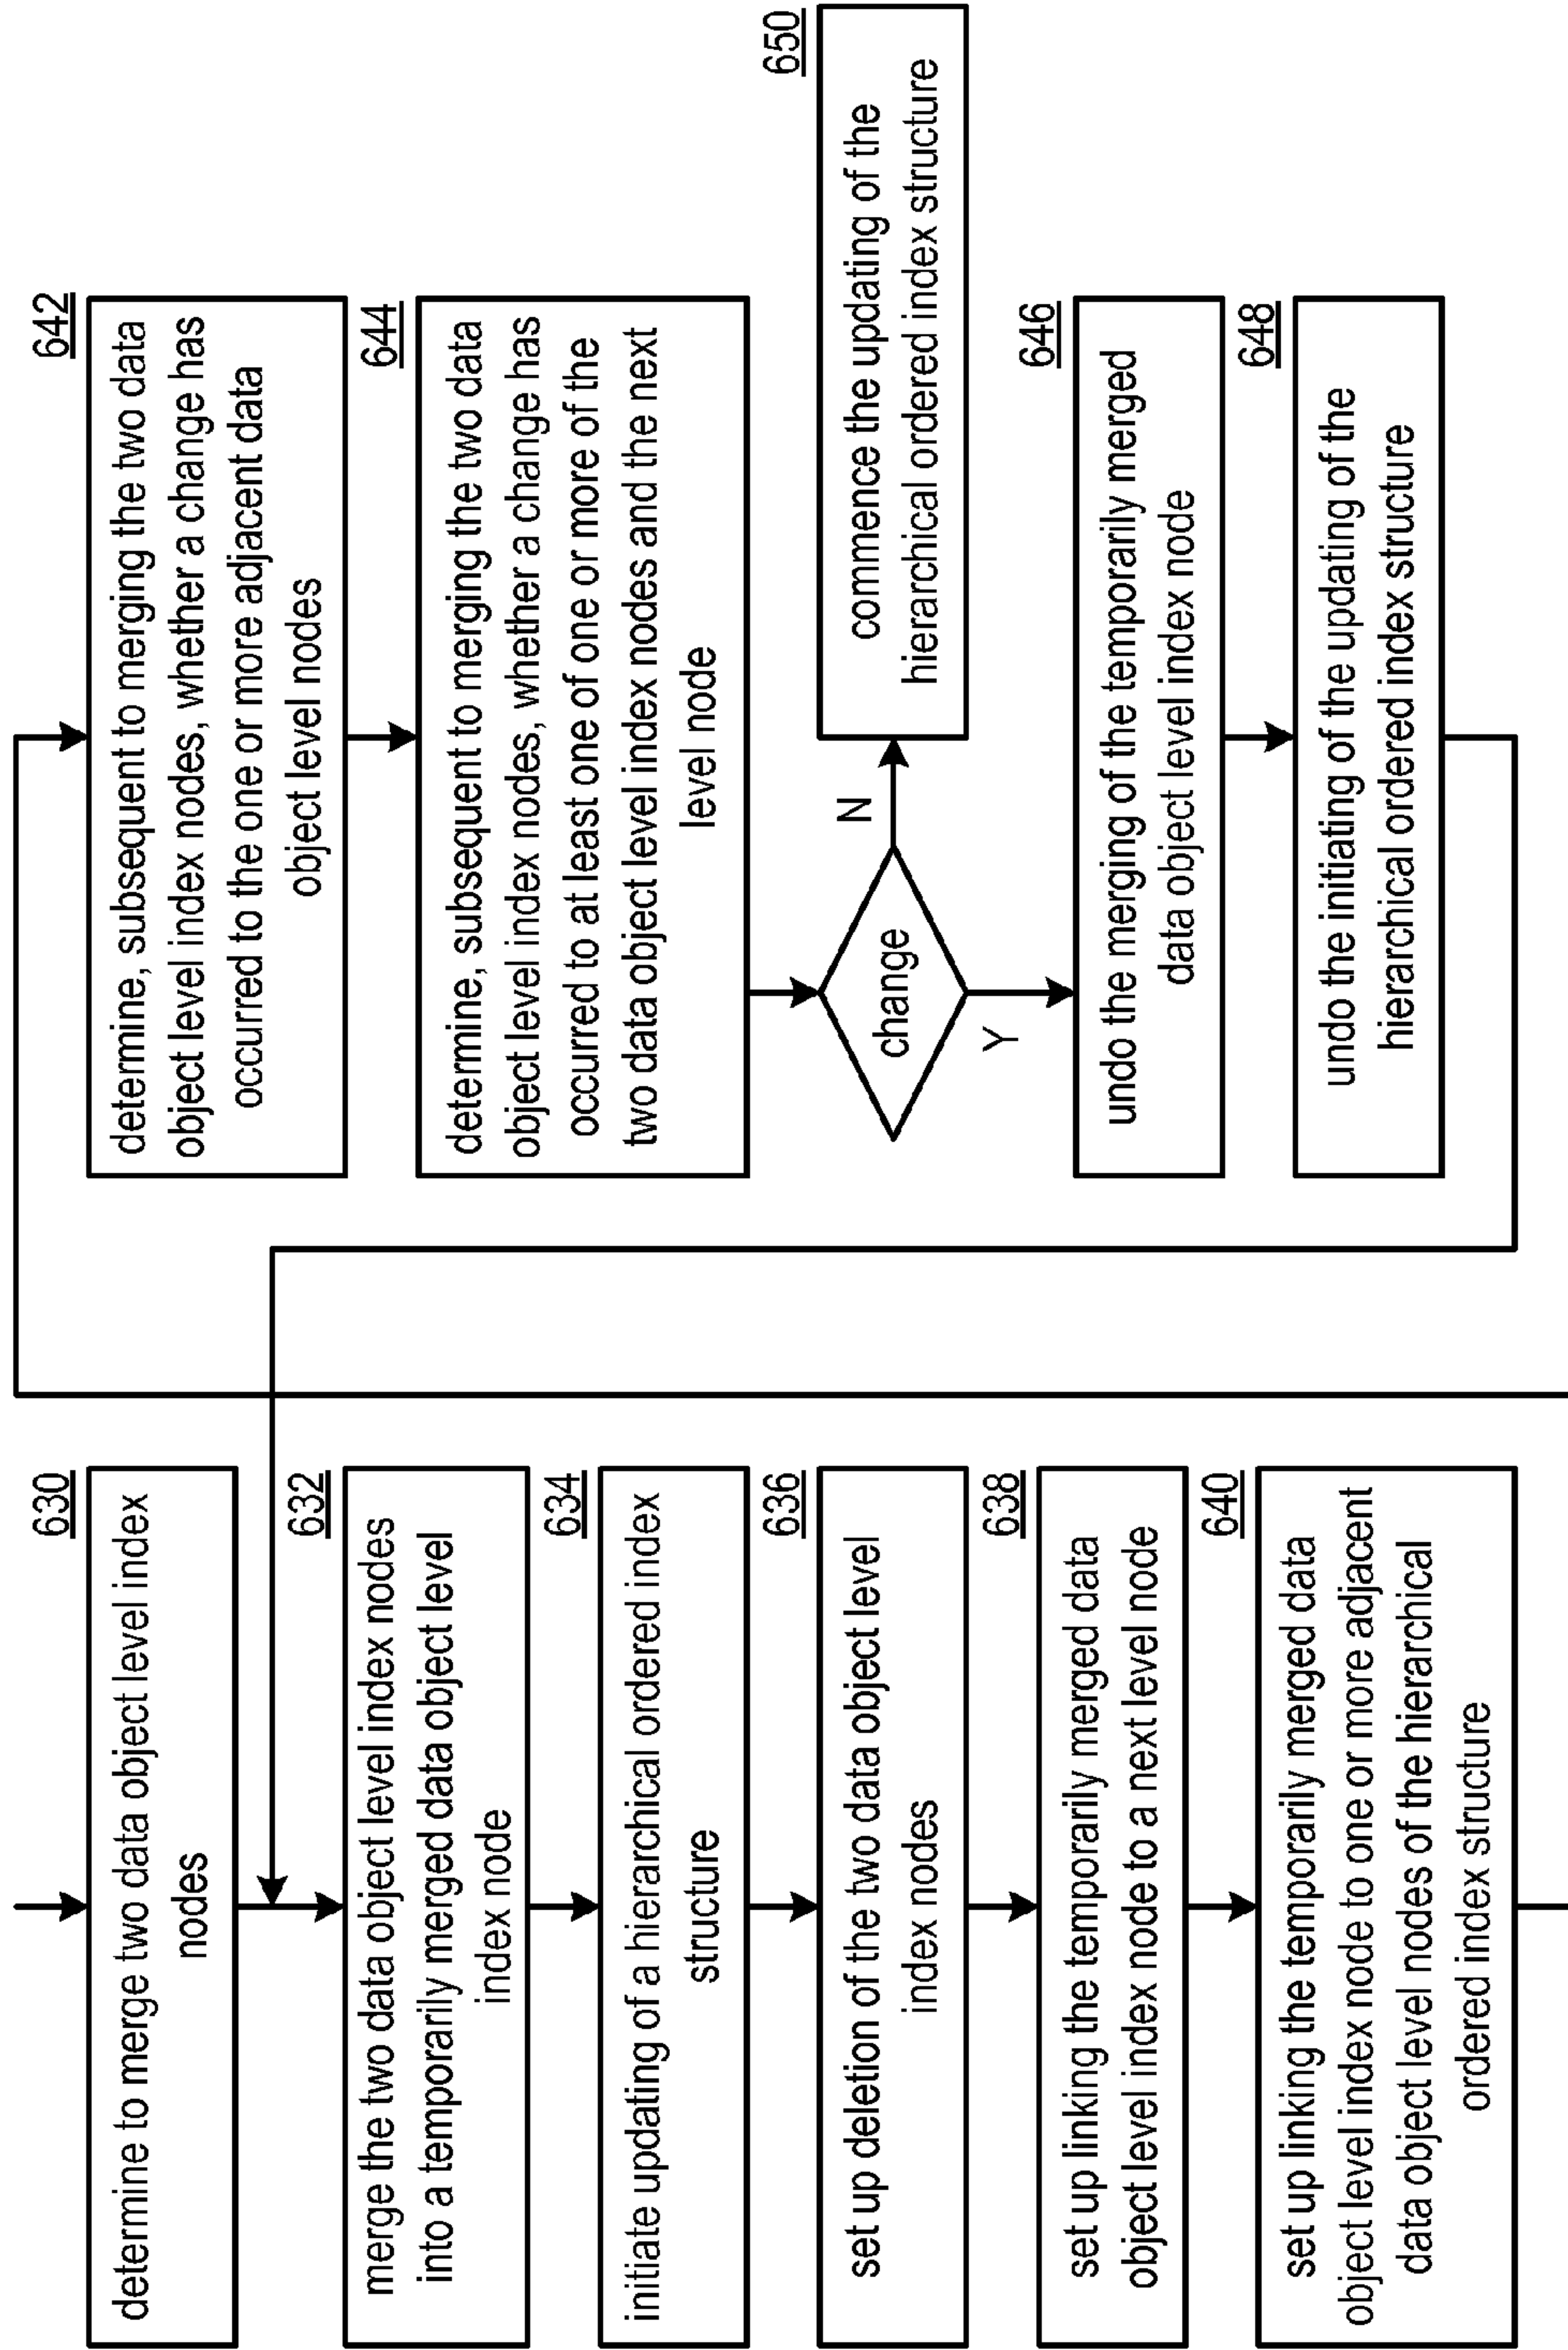 630
determine to merge two data object level index
nodes
632
merge the two data object level index nodes
into a temporarily merged data object level
index node
634
initiate updating of a hierarchical ordered index
structure
636
set up deletion of the two data object level
index nodes
638
set up linking the temporarily merged data
object level index node to a next level node
640
set up linking the temporarily merged data
object level index node to one or more adjacent
data object level nodes of the hierarchical
ordered index structure
642
determine, subsequent to merging the two data
object level index nodes, whether a change has
occurred to the one or more adjacent data
object level nodes
644
determine, subsequent to merging the two data
object level index nodes, whether a change has
occurred to at least one of one or more of the
two data object level index nodes and the next
level node
change
N
Y
650
commence the updating of the
hierarchical ordered index structure
646
undo the merging of the temporarily merged
data object level index node
648
undo the initiating of the updating of the
hierarchical ordered index structure